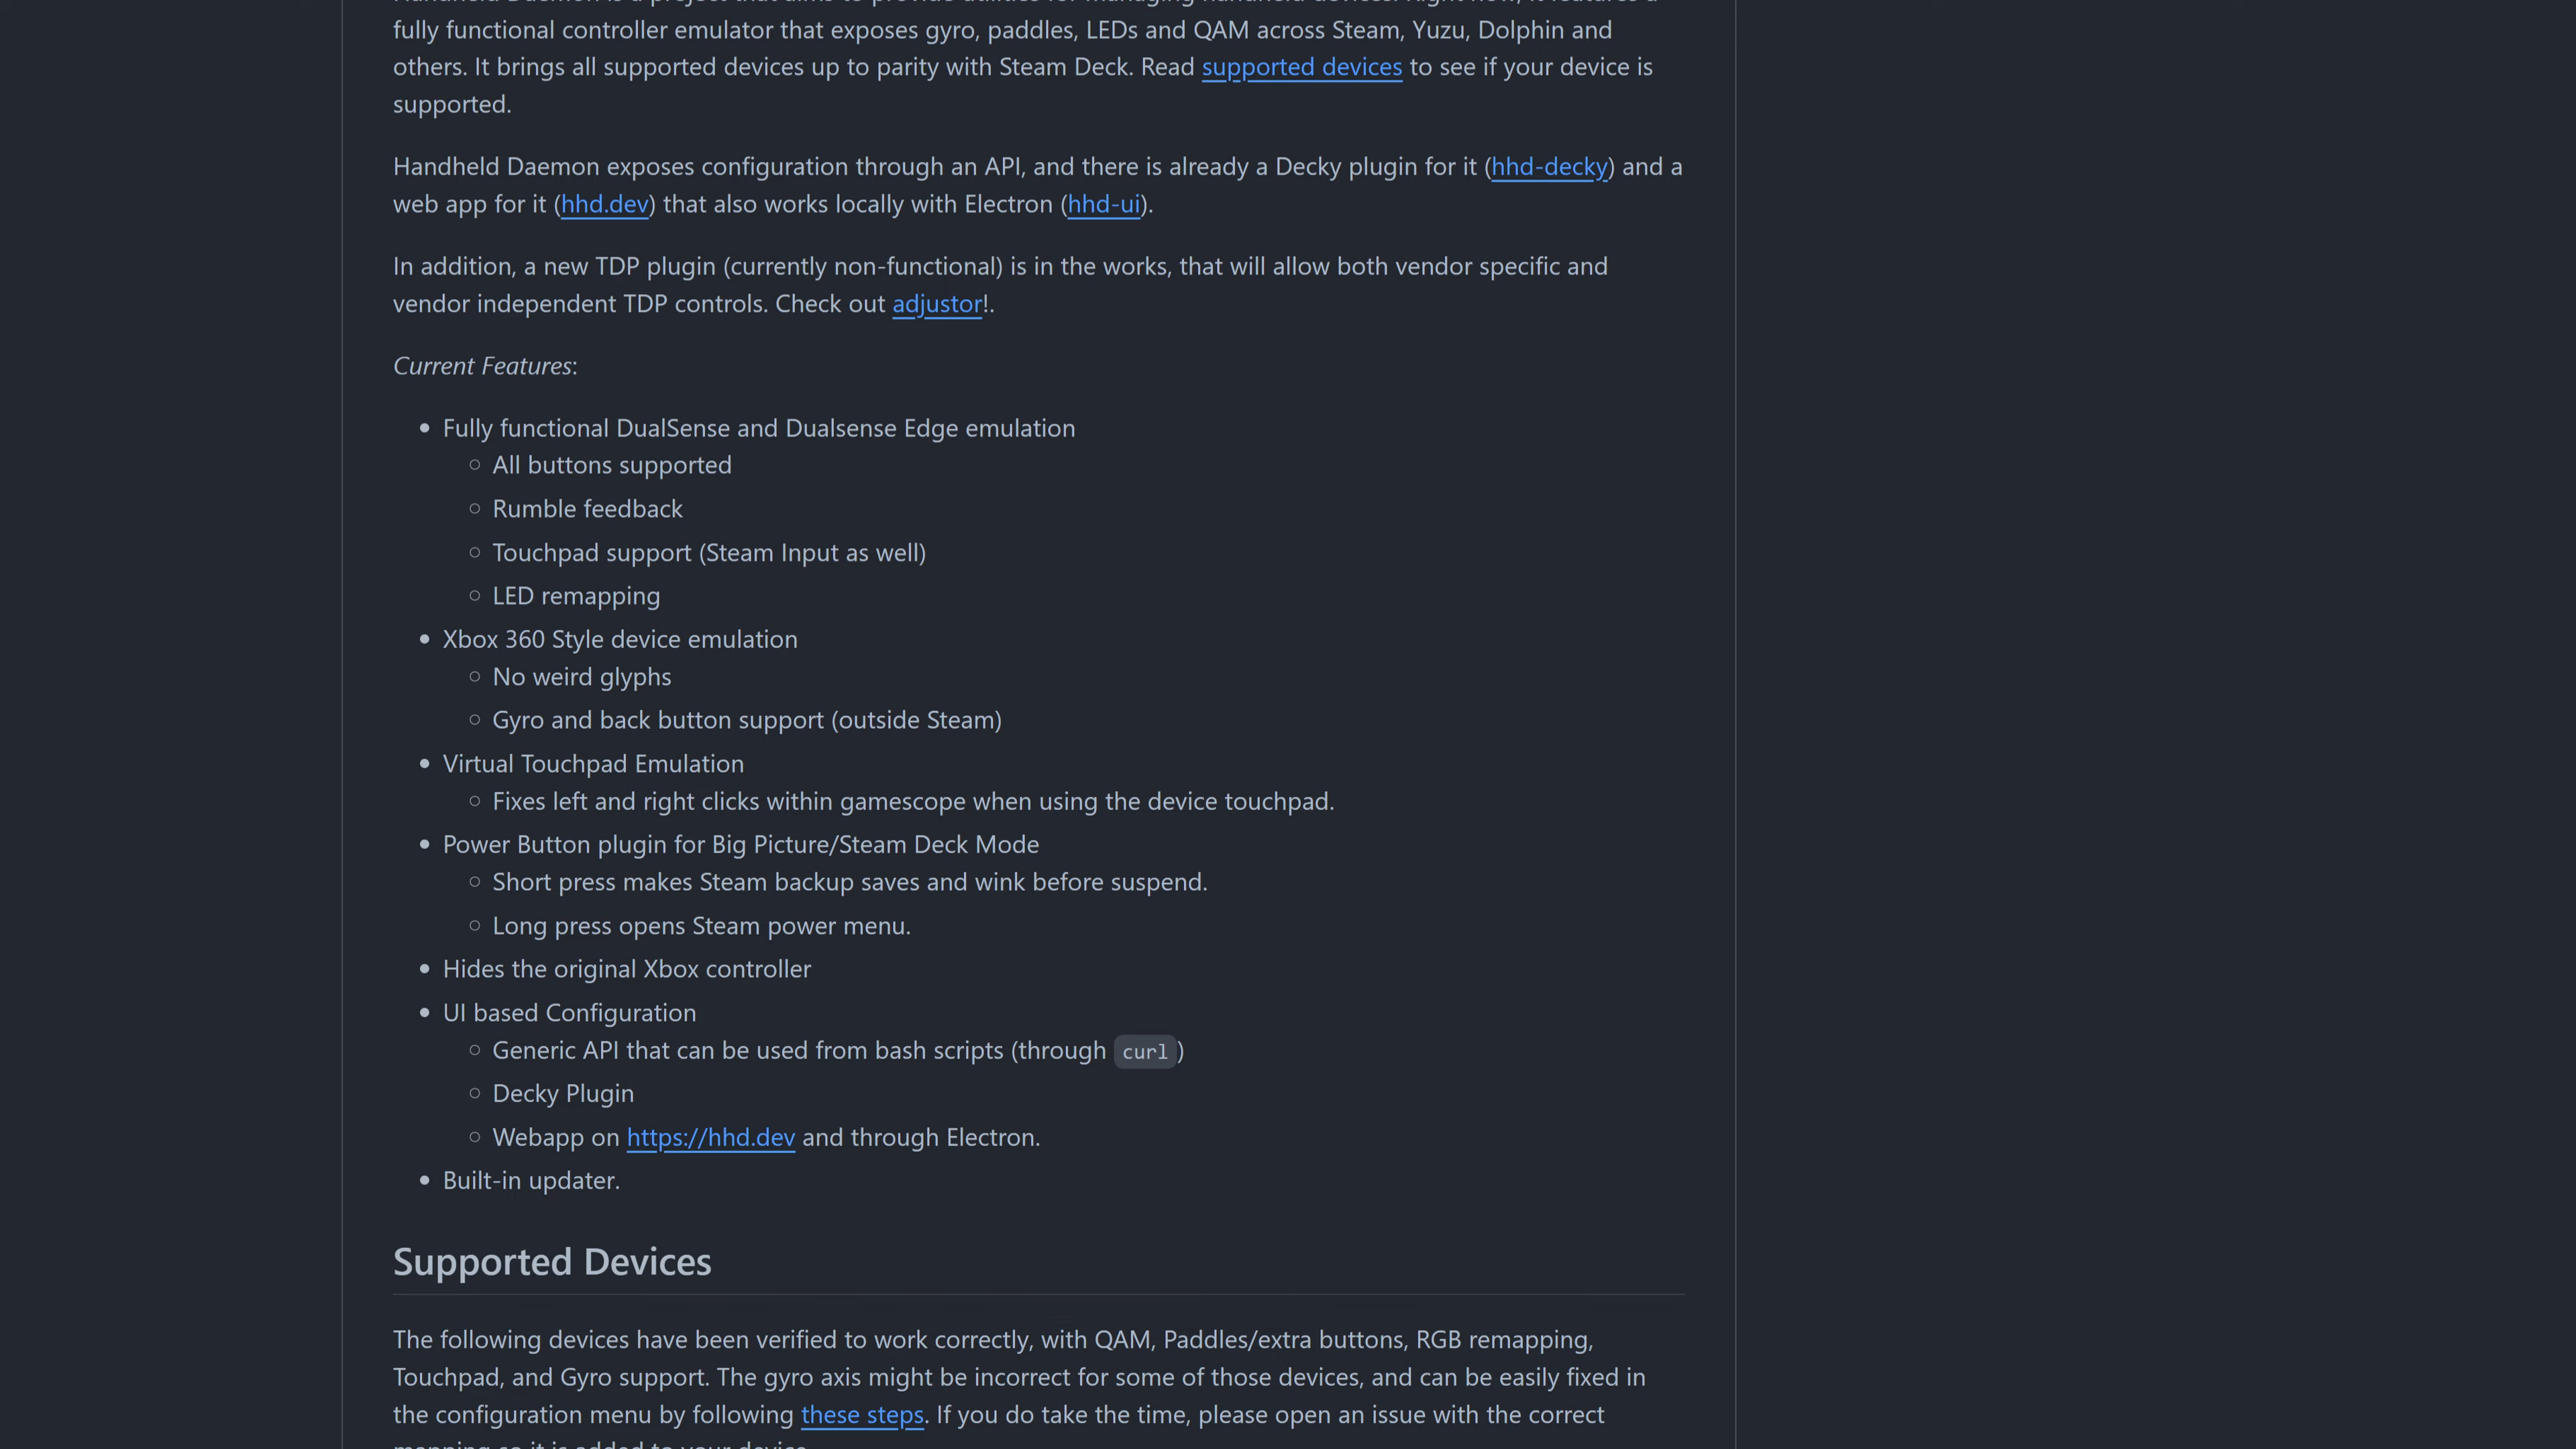 fully functional controller emulator that exposes gyro, paddles, LEDs and QAM across Steam, Yuzu, Dolphin and
others. It brings all supported devices up to parity with Steam Deck. Read supported devices to see if your device is
supported.
Handheld Daemon exposes configuration through an API, and there is already a Decky plugin for it (hhd-decky) and a
web app for it (hhd.dev) that also works locally with Electron (hhd-ui).
In addition, a new TDP plugin (currently non-functional) is in the works, that will allow both vendor specific and
vendor independent TDP controls. Check out adjustor!.
Current Features:
Fully functional DualSense and Dualsense Edge emulation
All buttons supported
Rumble feedback
Touchpad support (Steam Input as well)
LED remapping
Xbox 360 Style device emulation
No weird glyphs
Gyro and back button support (outside Steam)
Virtual Touchpad Emulation
Fixes left and right clicks within gamescope when using the device touchpad.
Power Button plugin for Big Picture/Steam Deck Mode
Short press makes Steam backup saves and wink before suspend.
Long press opens Steam power menu.
Hides the original Xbox controller
UI based Configuration
Generic API that can be used from bash scripts (through curl)
Decky Plugin
Webapp on https://hhd.dev and through Electron.
Built-in updater.
Supported Devices
The following devices have been verified to work correctly, with QAM, Paddles/extra buttons, RGB remapping,
Touchpad, and Gyro support. The gyro axis might be incorrect for some of those devices, and can be easily fixed in
the configuration menu by following these steps. If you do take the time, please open an issue with the correct
mapping so it is added to your device.